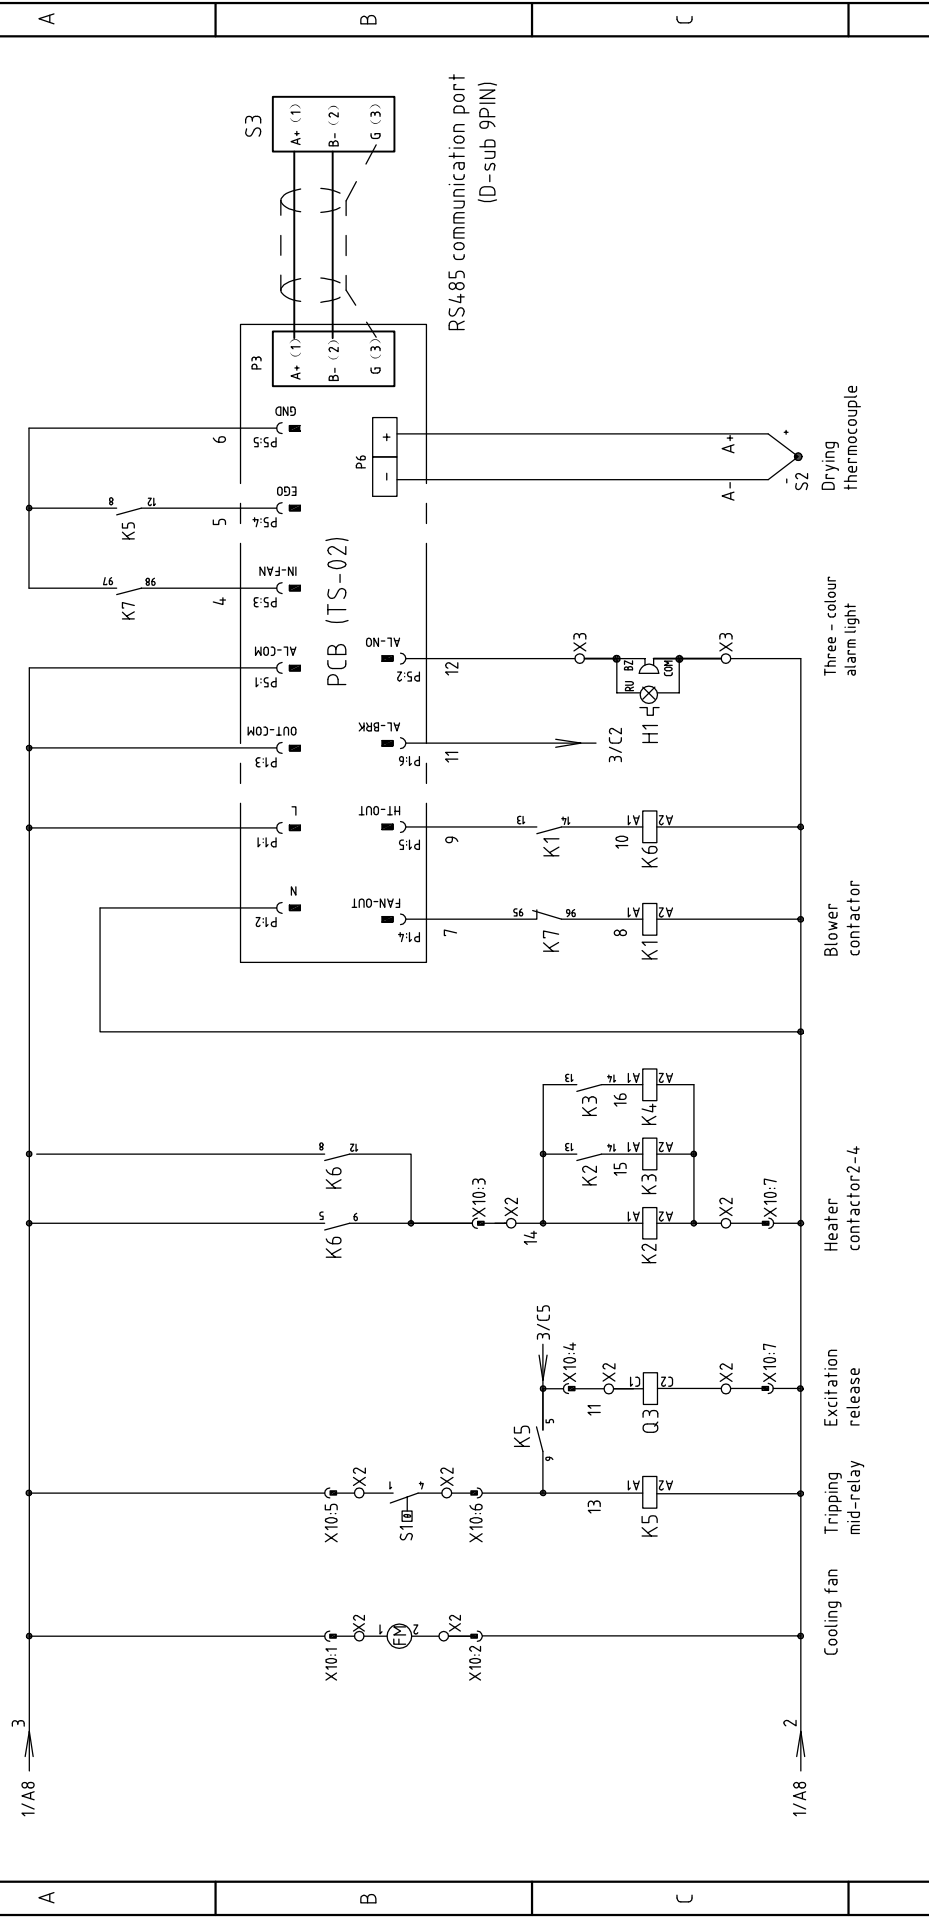 A
B
C
S3
A+ (1)
B- (2)
G (3)
RS485 communication port
(D-sub 9PIN)
P3
A+ (1)
B- (2)
G (3)
GND
P5:5
6
P6
+
-
A+
A-
+
-
S2
Drying
thermocouple
8
12
K5
5
EGO
P5:4
97
98
K7
4
IN-FAN
P5:3
PCB (TS-02)
AL-COM
P5:1
AL-NO
P5:2
12
X3
BZ
RU
COM
X3
H1
Three - colour
alarm light
OUT-COM
P1:3
AL-BRK
P1:6
11
3/C2
L
P1:1
HT-OUT
P1:5
9
13
14
K1
10
A1
A2
K6
N
P1:2
FAN-OUT
P1:4
7
95
96
K7
8
A1
A2
K1
Blower
contactor
13
14
K3
16
A1
A2
K4
8
12
K6
13
14
K2
15
A1
A2
K3
5
9
K6
X10:3
X2
14
A1
A2
K2
X2
X10:7
Heater
contactor2-4
3/C5
X10:4
X2
11
C1
C2
Q3
X2
X10:7
Excitation
release
K5
5
9
X10:5
X2
1
4
S1
θ
X2
X10:6
13
A1
A2
K5
Tripping
mid-relay
X10:1
X2
1
FM
2
X2
X10:2
Cooling fan
3
1/A8
2
1/A8
A
B
C